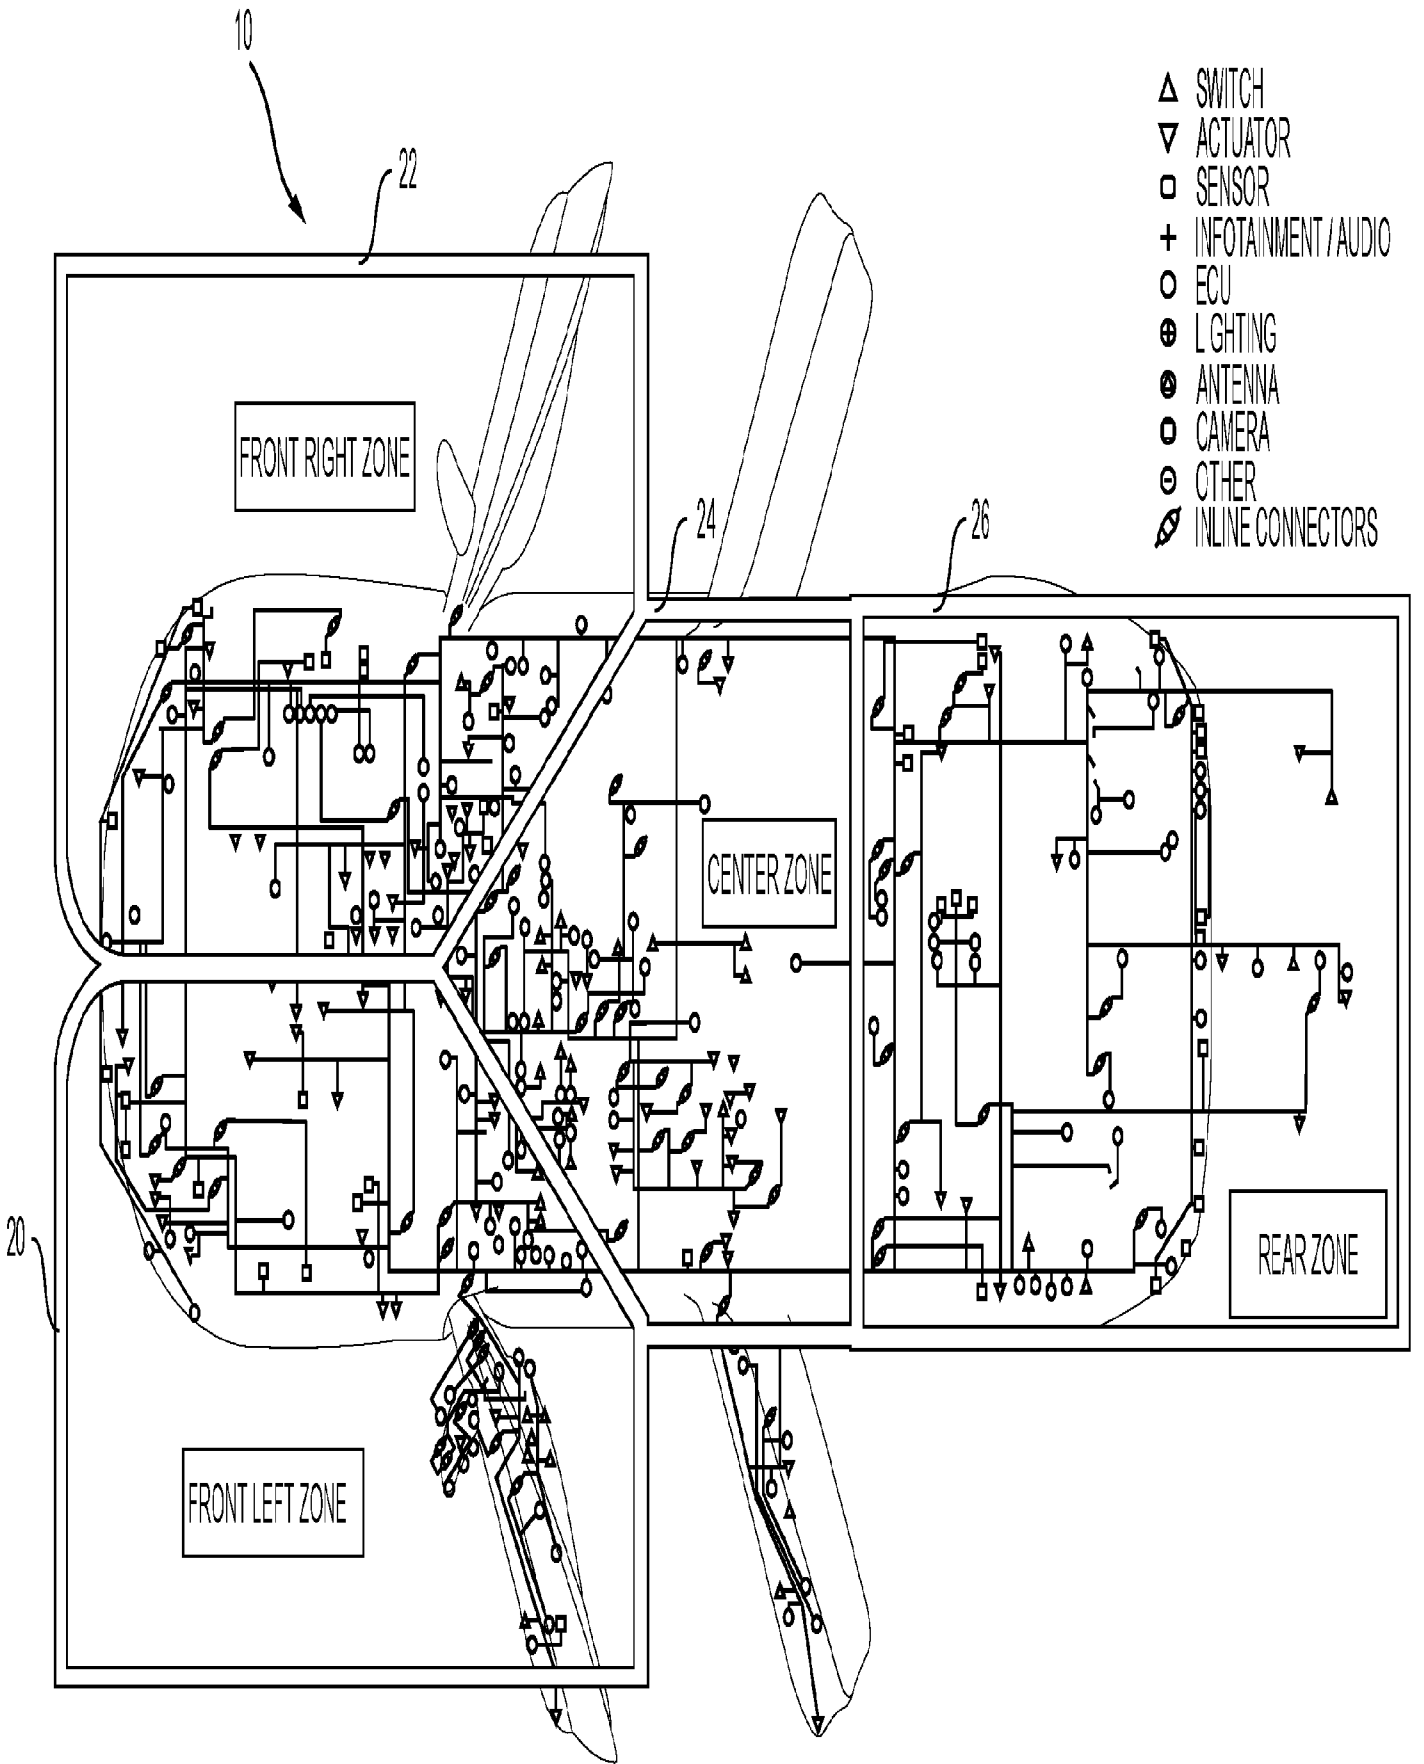 10
22
SWITCH
ACTUATOR
SENSOR
INFOTAINMENT / AUDIO
ECU
L GHTING
ANTENNA
CAMERA
OTHER
INLINE CONNECTORS
FRONT RIGHT ZONE
24
26
CENTER ZONE
20
REAR ZONE
FRONT LEFT ZONE